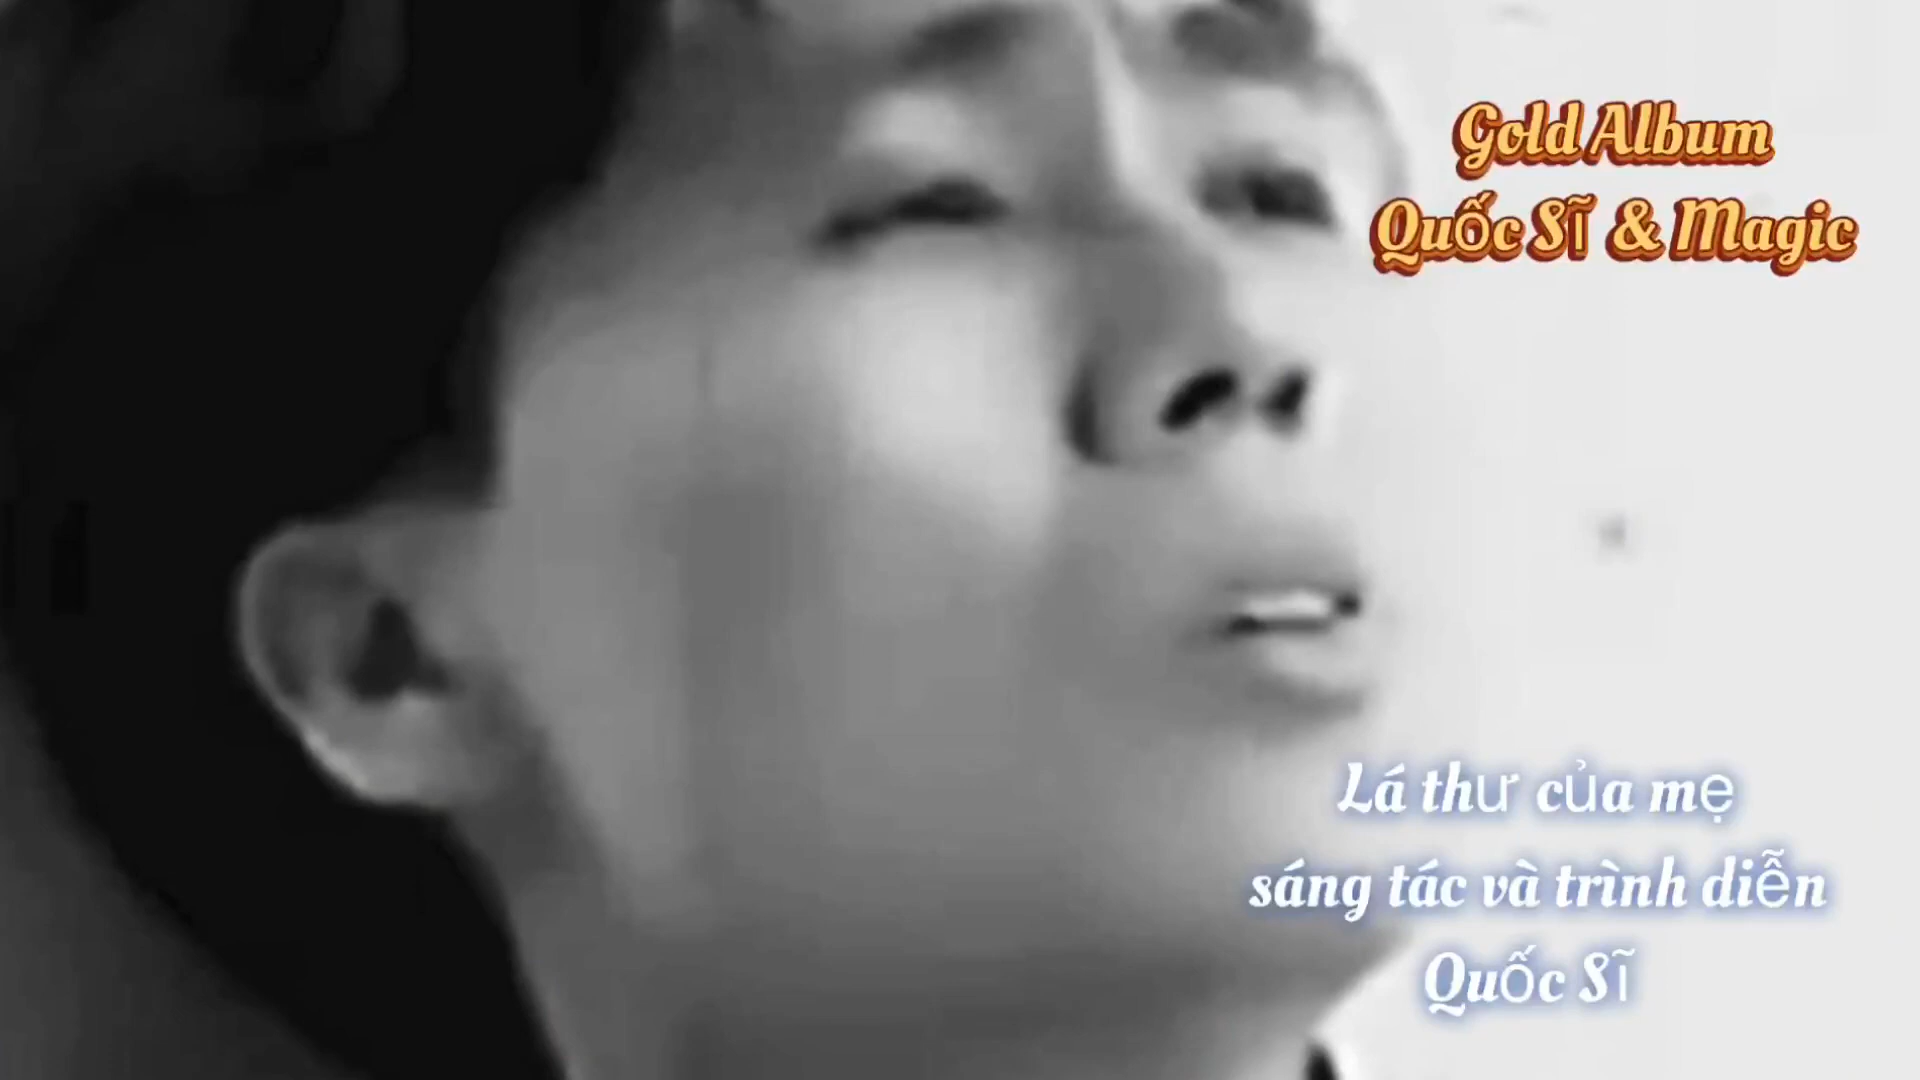 Gold Album
Quốc Sĩ & Magic
Lá thư của mẹ
sáng tác và trình diễn
Quốc Sĩ